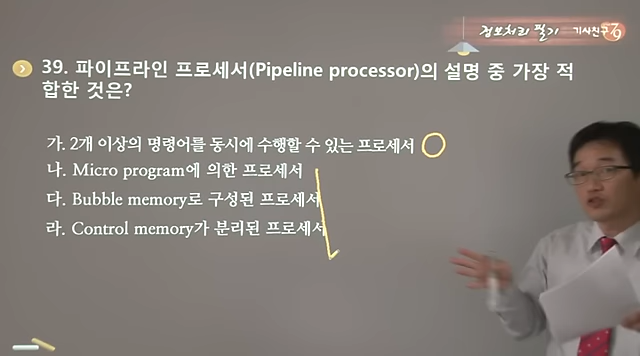 정보처리 필기 기사친구 79
39. 파이프라인 프로세서(Pipeline processor)의 설명 중 가장 적
합한 것은?
가. 2개 이상의 명령어를 동시에 수행할 수 있는 프로세서
나. Micro program에 의한 프로세서
다. Bubble memory로 구성된 프로세서
라. Control memory가 분리된 프로세서